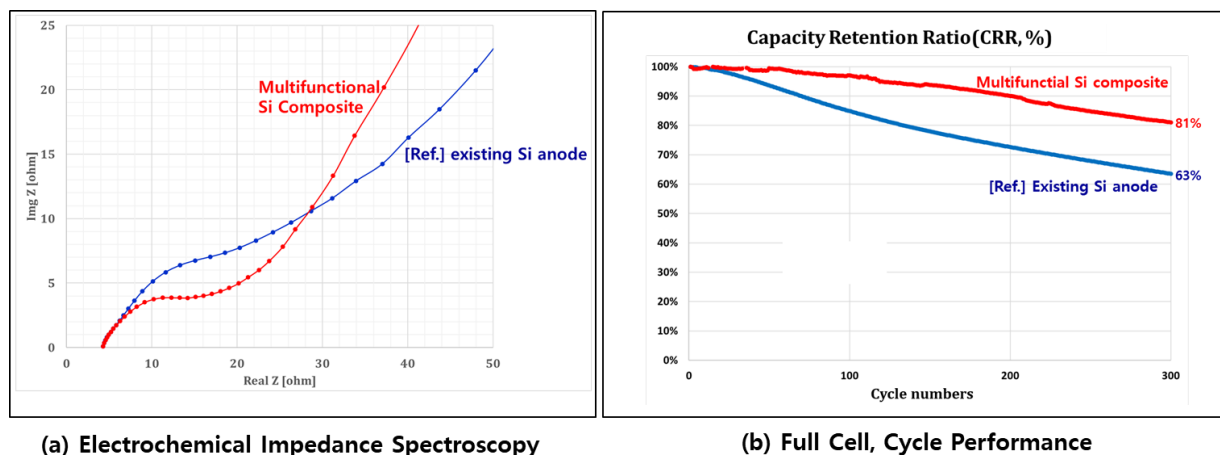 25
20
15
10
5
0
Img Z [ohm]
0 10 20 30 40 50
Real Z [ohm]
Multifunctional
Si Composite
[Ref.] existing Si anode
(a) Electrochemical Impedance Spectroscopy
Capacity Retention Ratio(CRR, %)
100%
90%
80%
70%
60%
50%
40%
30%
20%
10%
0%
0 100 200 300
Cycle numbers
Multifunctial Si composite
81%
[Ref.] Existing Si anode
63%
(b) Full Cell, Cycle Performance